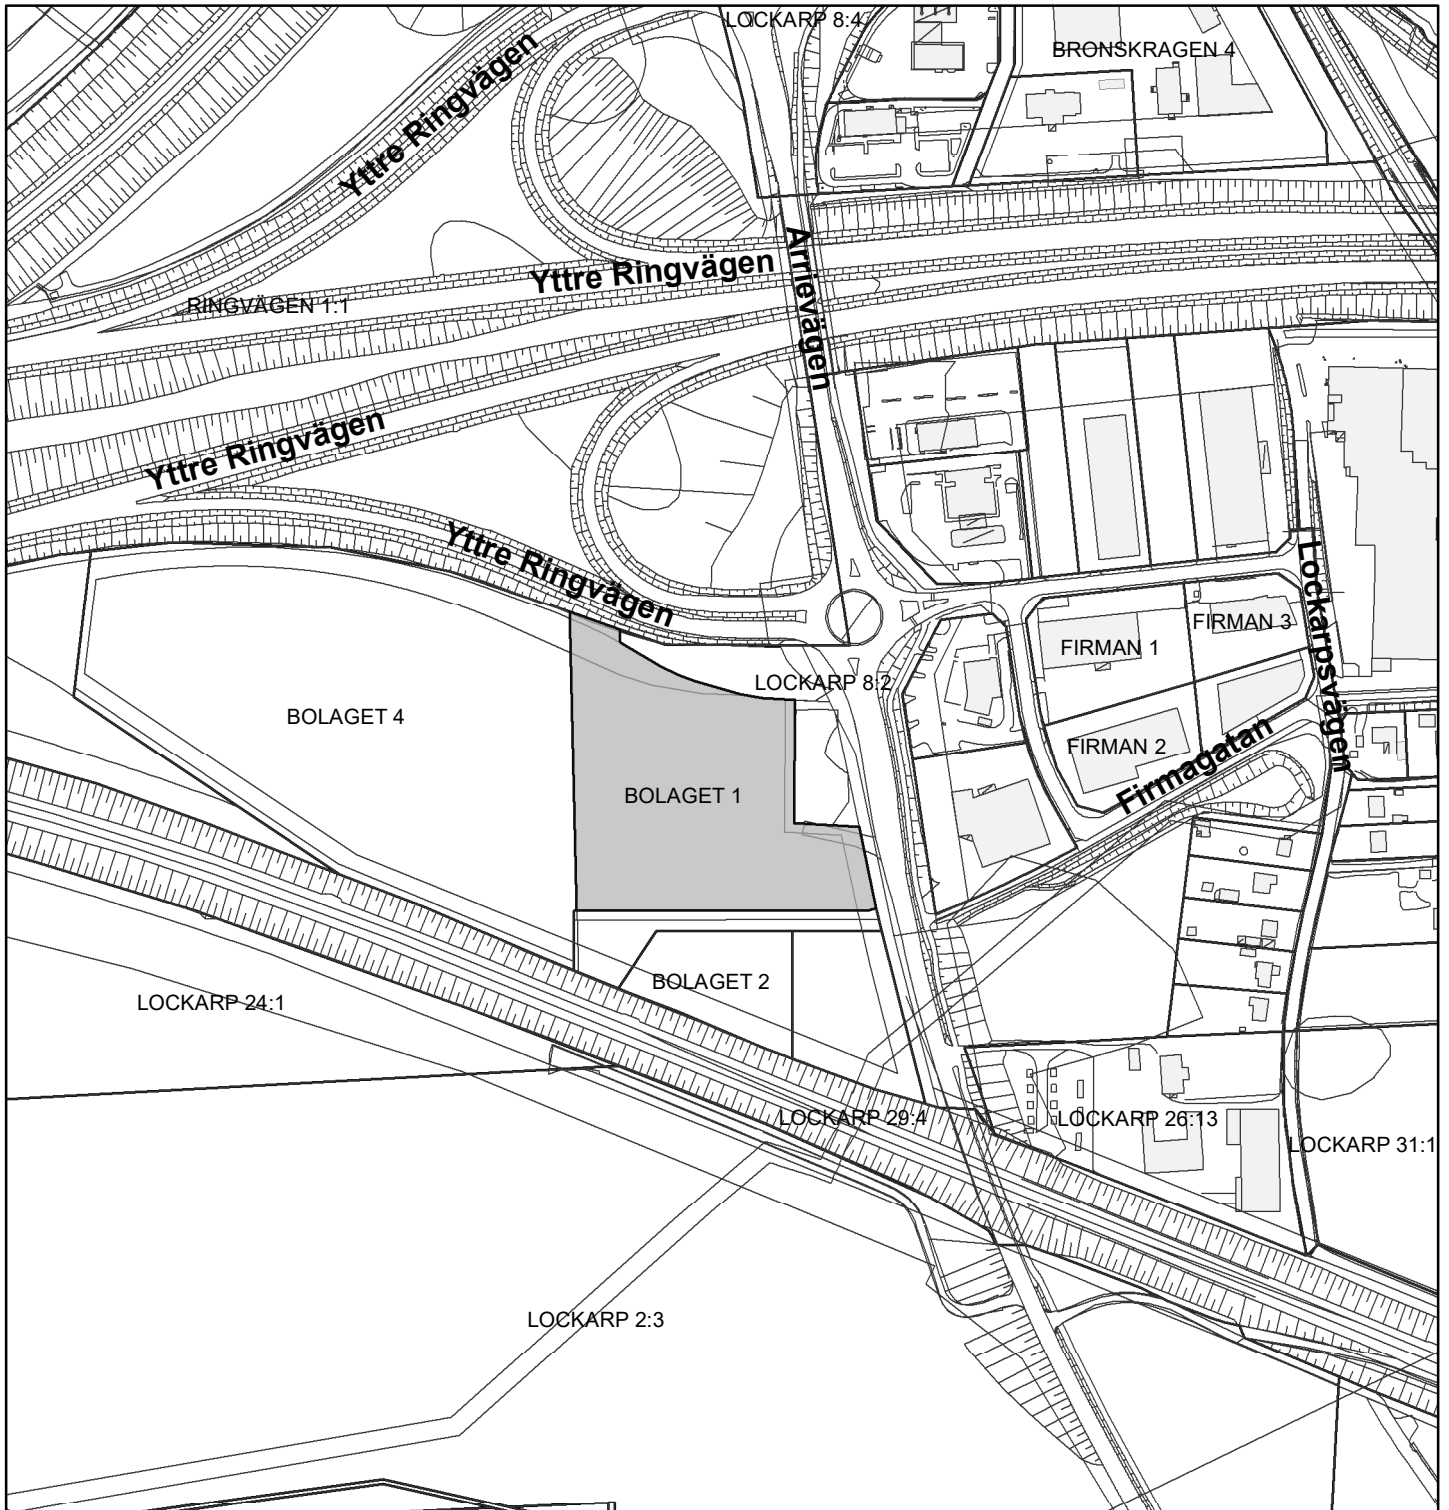 LOCKARP 8:4
BRONSKRAGEN 4
Yttre Ringvägen
Yttre Ringvägen
Arrievägen
RINGVÄGEN 1:1
Yttre Ringvägen
Yttre Ringvägen
Lockarpsvägen
FIRMAN 3
FIRMAN 1
LOCKARP 8:2
BOLAGET 4
FIRMAN 2
Firmagatan
BOLAGET 1
BOLAGET 2
LOCKARP 24:1
LOCKARP 29:4
LOCKARP 26:13
LOCKARP 31:1
LOCKARP 2:3